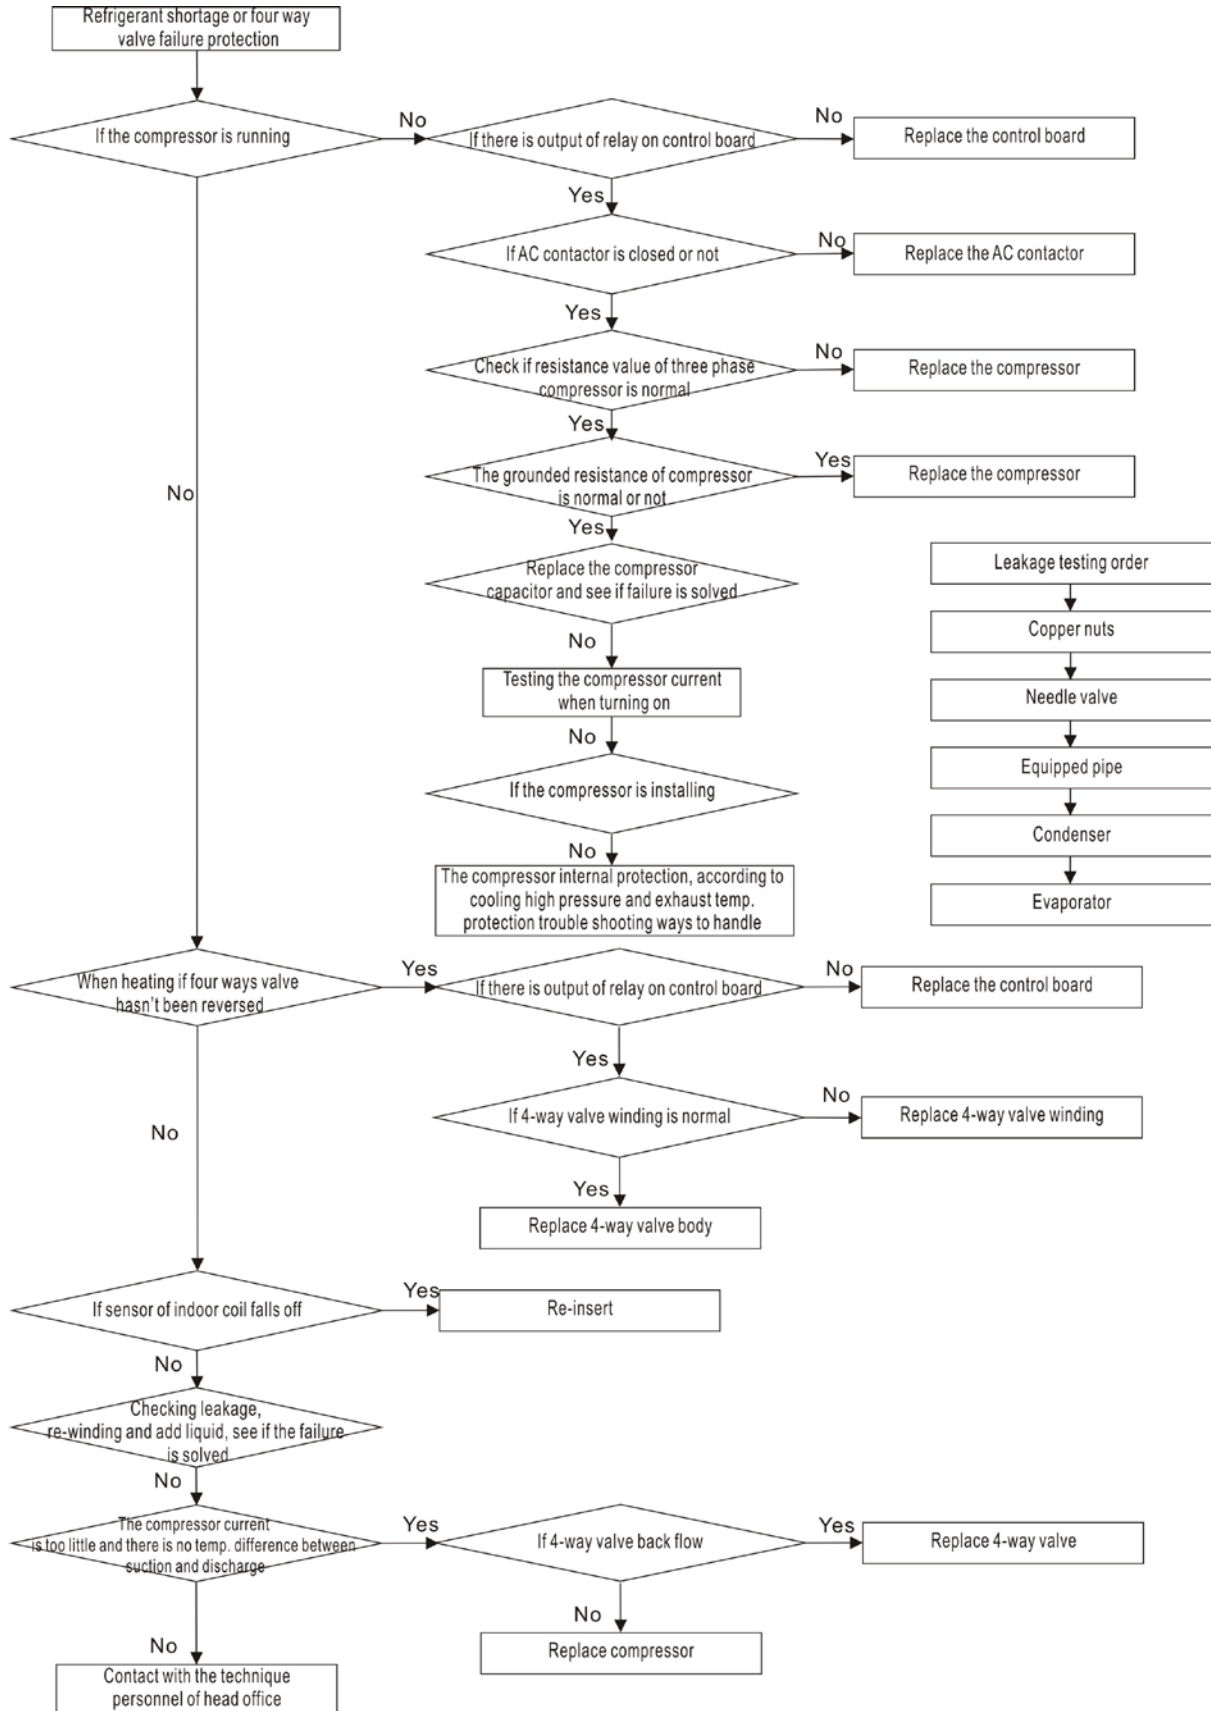 Refrigerant shortage or four way
valve failure protection
If the compressor is running
No
If there is output of relay on control board
No
Replace the control board
Yes
If AC contactor is closed or not
No
Replace the AC contactor
Yes
Check if resistance value of three phase
compressor is normal
No
Replace the compressor
Yes
The grounded resistance of compressor
is normal or not
Yes
Replace the compressor
No
Yes
Replace the compressor
capacitor and see if failure is solved
No
Testing the compressor current
when turning on
No
If the compressor is installing
No
The compressor internal protection, according to
cooling high pressure and exhaust temp.
protection trouble shooting ways to handle
Leakage testing order
Copper nuts
Needle valve
Equipped pipe
Condenser
Evaporator
When heating if four ways valve
hasn't been reversed
Yes
If there is output of relay on control board
No
Replace the control board
Yes
If 4-way valve winding is normal
No
Replace 4-way valve winding
No
Yes
Replace 4-way valve body
If sensor of indoor coil falls off
Yes
Re-insert
No
Checking leakage,
re-winding and add liquid, see if the failure
is solved
No
The compressor current
is too little and there is no temp. difference between
suction and discharge
Yes
If 4-way valve back flow
Yes
Replace 4-way valve
No
Replace compressor
No
Contact with the technique
personnel of head office